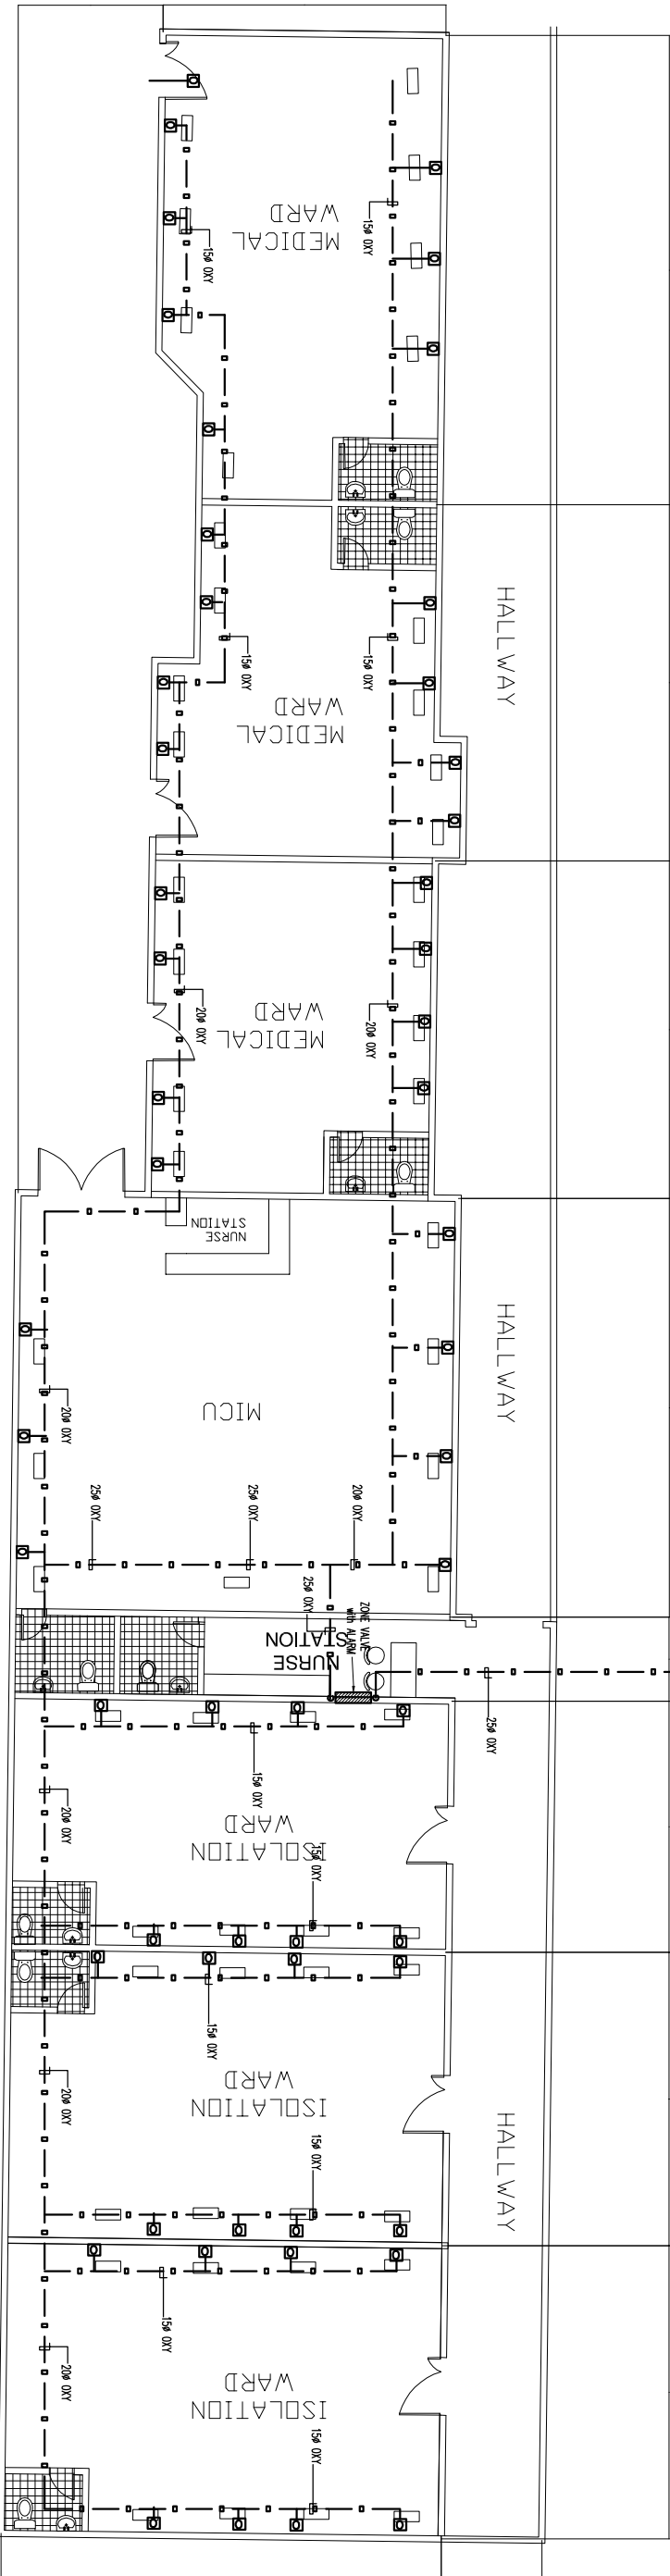 MEDICAL
WARD
15ø OXY
15ø OXY
HALLWAY
MEDICAL
WARD
15ø OXY
15ø OXY
MEDICAL
WARD
20ø OXY
20ø OXY
NURSE
STATION
HALLWAY
MICU
20ø OXY
25ø OXY
25ø OXY
20ø OXY
25ø OXY
ZONE VALVE
with ALARM
NURSE
STATION
25ø OXY
15ø OXY
20ø OXY
ISOLATION
WARD
15ø OXY
15ø OXY
20ø OXY
ISOLATION
WARD
HALLWAY
15ø OXY
15ø OXY
20ø OXY
ISOLATION
WARD
15ø OXY